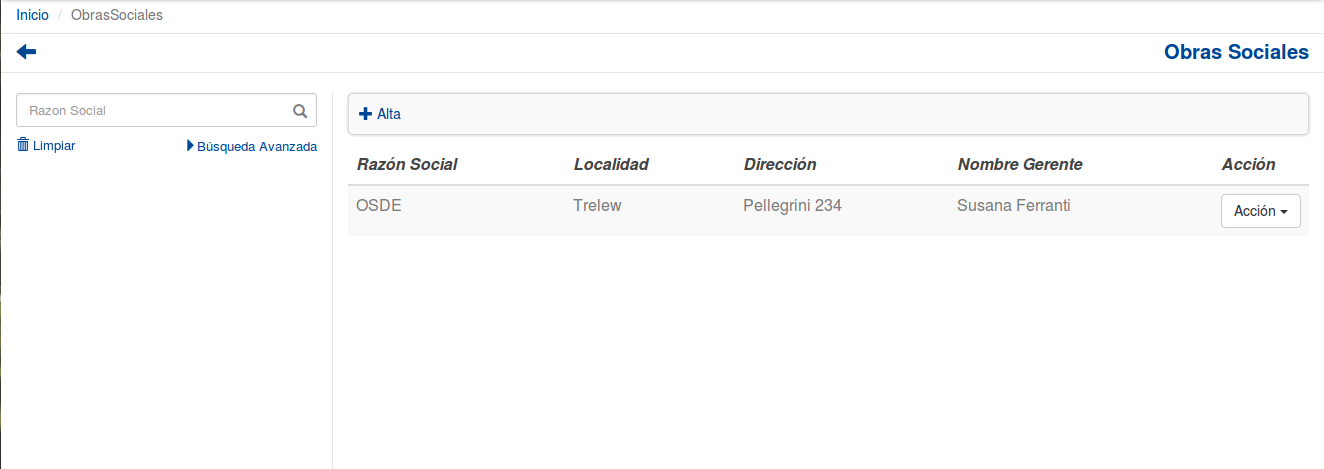 Inicio / ObrasSociales
Obras Sociales
Razon Social
Limpiar Búsqueda Avanzada
Alta
Razón Social Localidad Dirección Nombre Gerente Acción
OSDE Trelew Pellegrini 234 Susana Ferranti Acción